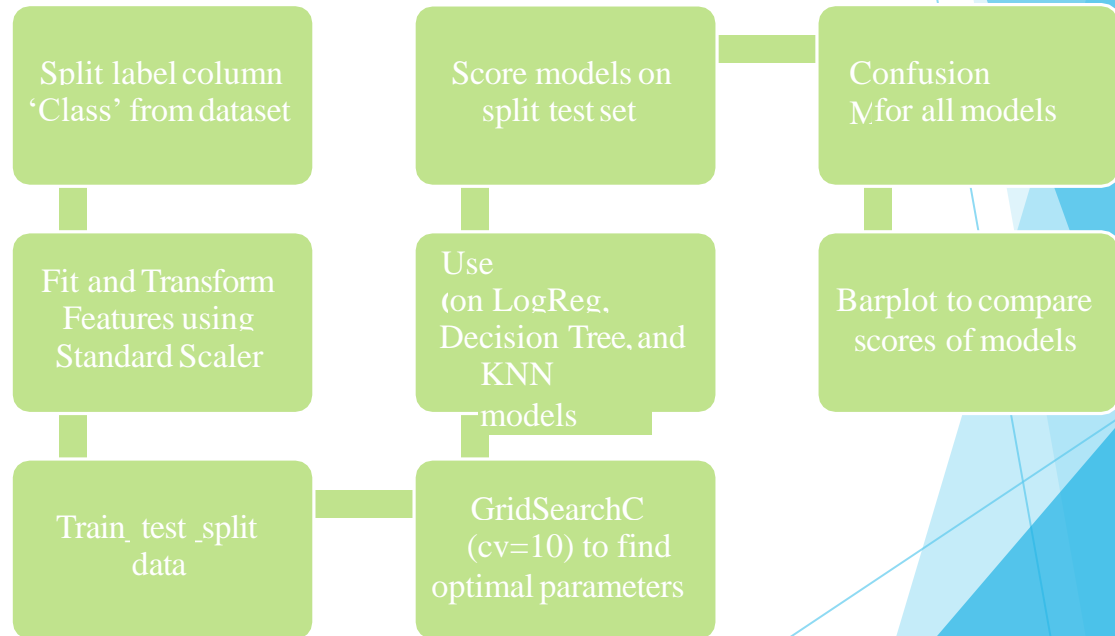 Split label column
‘Class’ from dataset
Fit and Transform
Features using
Standard Scaler
Train_test_split
data
GridSearchC
(cv=10) to find
optimal parameters
Use
on LogReg,
Decision Tree, and
KNN
models
Score models on
split test set
Confusion
for all models
Barplot to compare
scores of models